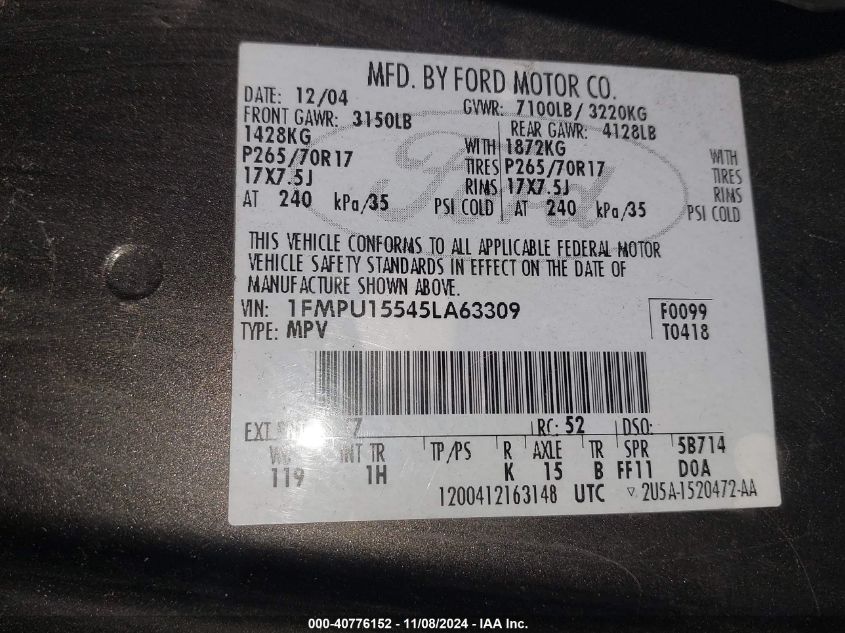 MFD. BY FORD MOTOR CO.
DATE: 12/04 GVWR: 7100LB/ 3220KG
FRONT GAWR: 3150LB REAR GAWR: 4128LB
1428KG WITH 1872KG WITH
P265/70R17 TIRES P265/70R17 TIRES
17X7.5J RIMS 17X7.5J RIMS
AT 240 kPa/35 PSI COLD AT 240 kPa/35 PSI COLD
Ford
THIS VEHICLE CONFORMS TO ALL APPLICABLE FEDERAL MOTOR
VEHICLE SAFETY STANDARDS IN EFFECT ON THE DATE OF
MANUFACTURE SHOWN ABOVE.
VIN: 1FMPU15545LA63309 F0099
TYPE: MPV T0418
EXT RC: 52 DSO:
INT TR TP/PS R AXLE TR SPR 5B714
119 1H K 15 B FF11 D0A
1200412163148 UTC ▽ 2U5A-1520472-AA
000-40776152 - 11/08/2024 - IAA Inc.